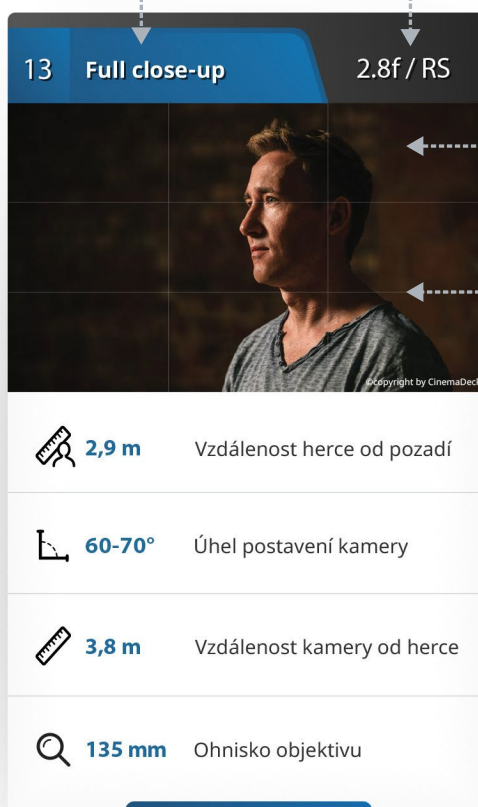 13 Full close-up 2.8f / RS
©copyright by CinemaDeck
2,9 m Vzdálenost herce od pozadí
60-70° Úhel postavení kamery
3,8 m Vzdálenost kamery od herce
135 mm Ohnisko objektivu